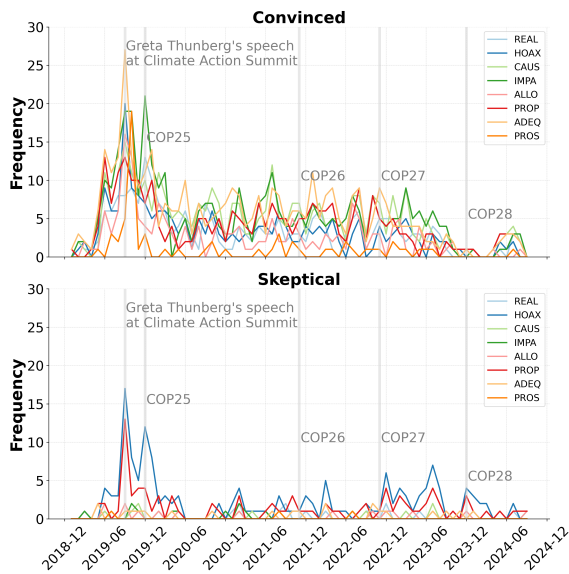 Convinced
Frequency
30
25
20
15
10
5
0
Greta Thunberg's speech
at Climate Action Summit
COP25
COP26
COP27
COP28
REAL
HOAX
CAUS
IMPA
ALLO
PROP
ADEQ
PROS
Skeptical
Frequency
30
25
20
15
10
5
0
Greta Thunberg's speech
at Climate Action Summit
COP25
COP26
COP27
COP28
REAL
HOAX
CAUS
IMPA
ALLO
PROP
ADEQ
PROS
2018-12
2019-06
2019-12
2020-06
2020-12
2021-06
2021-12
2022-06
2022-12
2023-06
2023-12
2024-06
2024-12